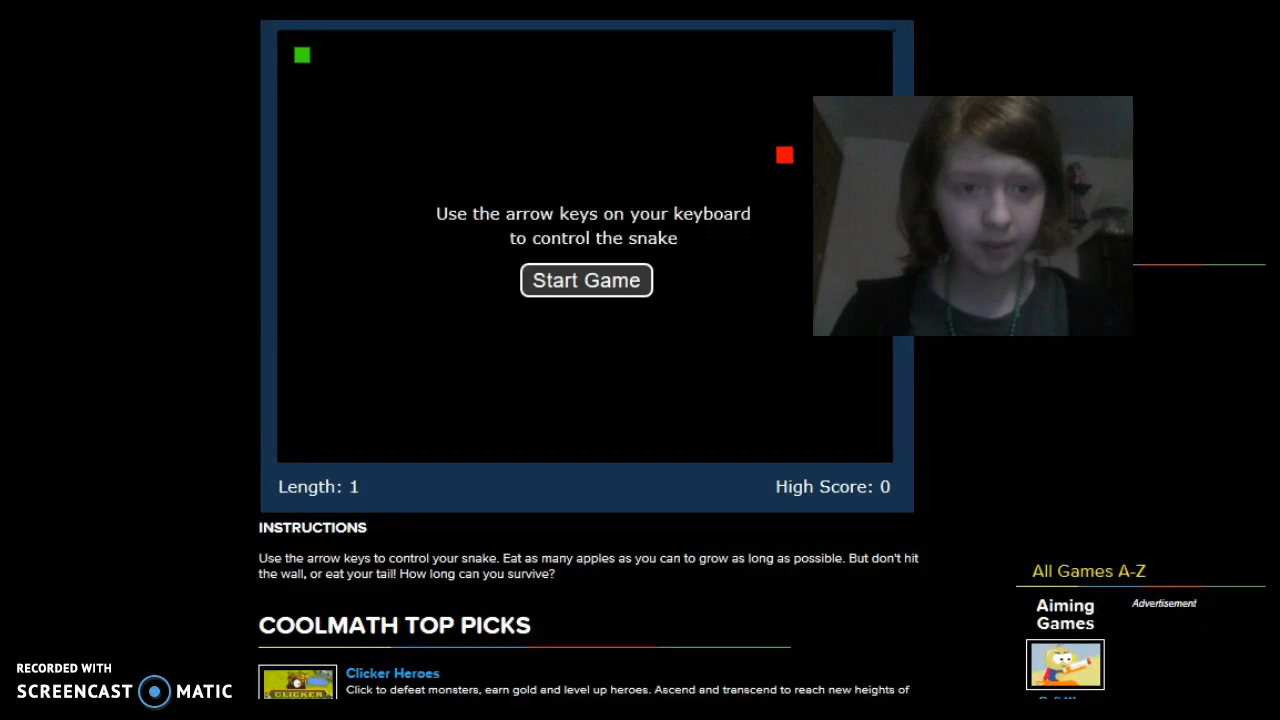 Use the arrow keys on your keyboard
to control the snake
Start Game
Length: 1
High Score: 0
INSTRUCTIONS
Use the arrow keys to control your snake. Eat as many apples as you can to grow as long as possible. But don't hit
the wall, or eat your tail! How long can you survive?
COOLMATH TOP PICKS
Clicker Heroes
Click to defeat monsters, earn gold and level up heroes. Ascend and transcend to reach new heights of
CLICKER
All Games A-Z
Aiming
Games
Advertisement
RECORDED WITH
SCREENCAST MATIC